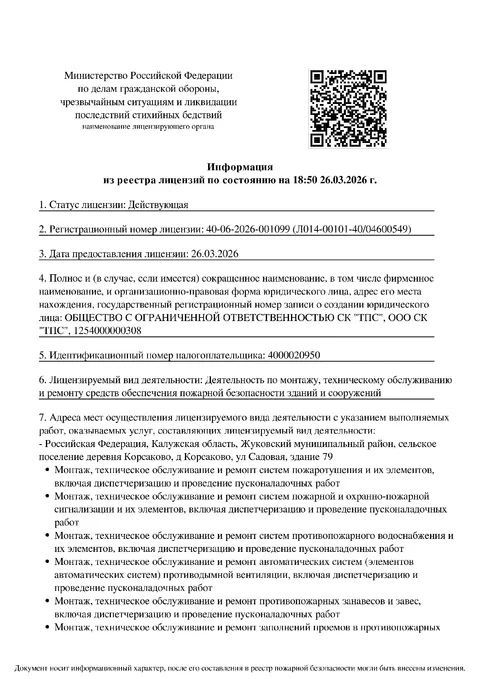 Министерство Российской Федерации
по делам гражданской обороны,
чрезвычайным ситуациям и ликвидации
последствий стихийных бедствий
наименование лицензирующего органа
Информация
из реестра лицензий по состоянию на 18:50 26.03.2026 г.
1. Статус лицензии: Действующая
2. Регистрационный номер лицензии: 40-06-2026-001099 (Л014-00101-40/04600549)
3. Дата предоставления лицензии: 26.03.2026
4. Полное и (в случае, если имеется) сокращенное наименование, в том числе фирменное
наименование, и организационно-правовая форма юридического лица, адрес его места
нахождения, государственный регистрационный номер записи о создании юридического
лица: ОБЩЕСТВО С ОГРАНИЧЕННОЙ ОТВЕТСТВЕННОСТЬЮ СК "ТПС", ООО СК
"ТПС", 1254000000308
5. Идентификационный номер налогоплательщика: 4000020950
6. Лицензируемый вид деятельности: Деятельность по монтажу, техническому обслуживанию
и ремонту средств обеспечения пожарной безопасности зданий и сооружений
7. Адреса мест осуществления лицензируемого вида деятельности с указанием выполняемых
работ, оказываемых услуг, составляющих лицензируемый вид деятельности:
- Российская Федерация, Калужская область, Жуковский муниципальный район, сельское
поселение деревня Корсаково, д Корсаково, ул Садовая, здание 79
• Монтаж, техническое обслуживание и ремонт систем пожаротушения и их элементов,
включая диспетчеризацию и проведение пусконаладочных работ
• Монтаж, техническое обслуживание и ремонт систем пожарной и охранно-пожарной
сигнализации и их элементов, включая диспетчеризацию и проведение пусконаладочных
работ
• Монтаж, техническое обслуживание и ремонт систем противопожарного водоснабжения и
их элементов, включая диспетчеризацию и проведение пусконаладочных работ
• Монтаж, техническое обслуживание и ремонт автоматических систем (элементов
автоматических систем) противодымной вентиляции, включая диспетчеризацию и
проведение пусконаладочных работ
• Монтаж, техническое обслуживание и ремонт противопожарных занавесов и завес,
включая диспетчеризацию и проведение пусконаладочных работ
• Монтаж, техническое обслуживание и ремонт заполнений проемов в противопожарных
Документ носит информационный характер, после его составления в реестр пожарной безопасности могли быть внесены изменения.